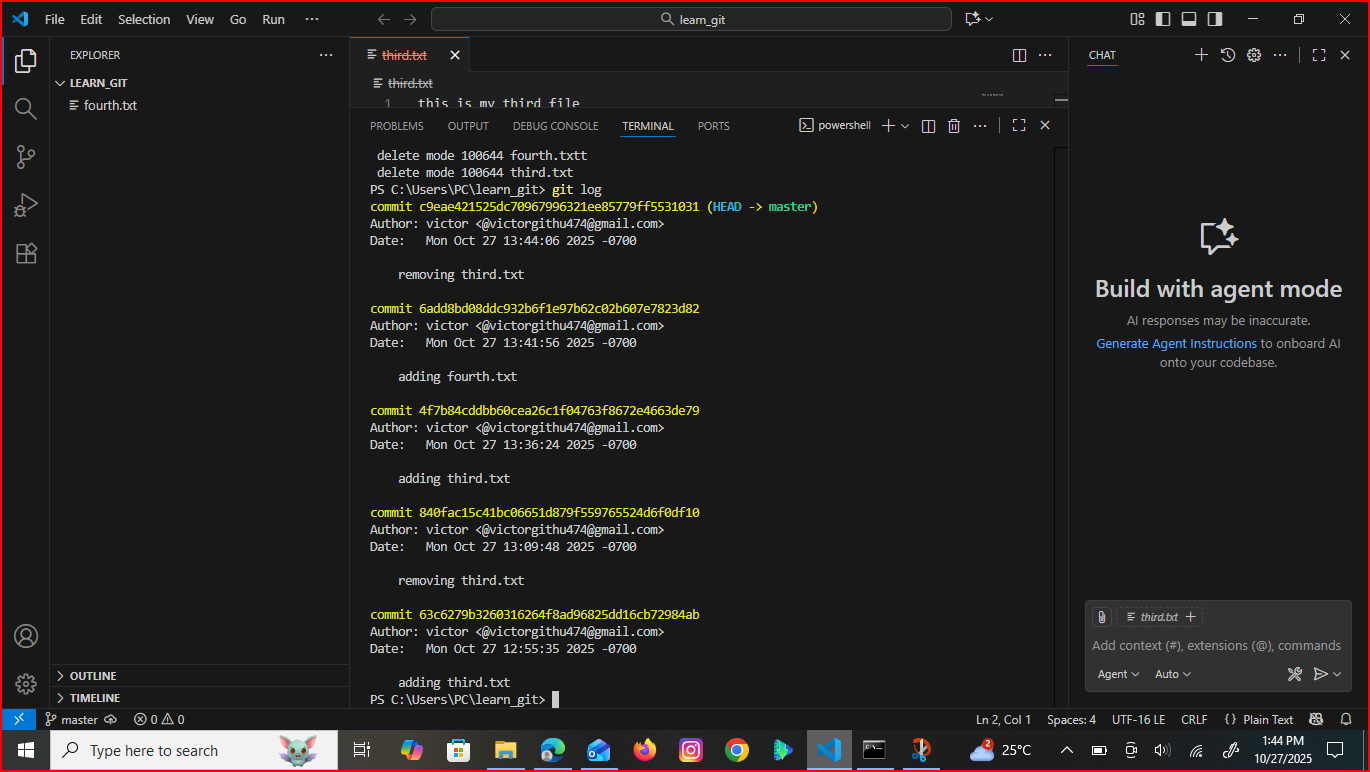 File Edit Selection View Go Run ···
learn_git
EXPLORER ···
LEARN_GIT
fourth.txt
third.txt
third.txt
1 this is my third file
PROBLEMS OUTPUT DEBUG CONSOLE TERMINAL PORTS
powershell
delete mode 100644 fourth.txtt
delete mode 100644 third.txt
PS C:\Users\PC\learn_git> git log
commit c9eae421525dc70967996321ee85779ff5531031 (HEAD -> master)
Author: victor <@victorgithu474@gmail.com>
Date:   Mon Oct 27 13:44:06 2025 -0700
removing third.txt
commit 6add8bd08ddc932b6f1e97b62c02b607e7823d82
Author: victor <@victorgithu474@gmail.com>
Date:   Mon Oct 27 13:41:56 2025 -0700
adding fourth.txt
commit 4f7b84cddbb60cea26c1f04763f8672e4663de79
Author: victor <@victorgithu474@gmail.com>
Date:   Mon Oct 27 13:36:24 2025 -0700
adding third.txt
commit 840fac15c41bc06651d879f559765524d6f0df10
Author: victor <@victorgithu474@gmail.com>
Date:   Mon Oct 27 13:09:48 2025 -0700
removing third.txt
commit 63c6279b3260316264f8ad96825dd16cb72984ab
Author: victor <@victorgithu474@gmail.com>
Date:   Mon Oct 27 12:55:35 2025 -0700
adding third.txt
PS C:\Users\PC\learn_git>
CHAT
Build with agent mode
AI responses may be inaccurate.
Generate Agent Instructions to onboard AI
onto your codebase.
third.txt
Add context (#), extensions (@), commands
Agent Auto
OUTLINE
TIMELINE
master 0 0
Ln 2, Col 1 Spaces: 4 UTF-16 LE CRLF {} Plain Text
Type here to search
2
25°C
1:44 PM
10/27/2025